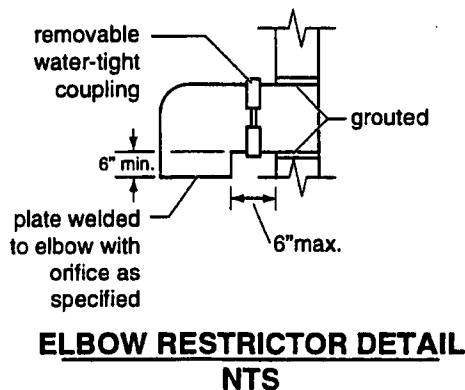 removable
water-tight
coupling
grouted
6" min.
plate welded
to elbow with
orifice as
specified
6"max.
ELBOW RESTRICTOR DETAIL
NTS